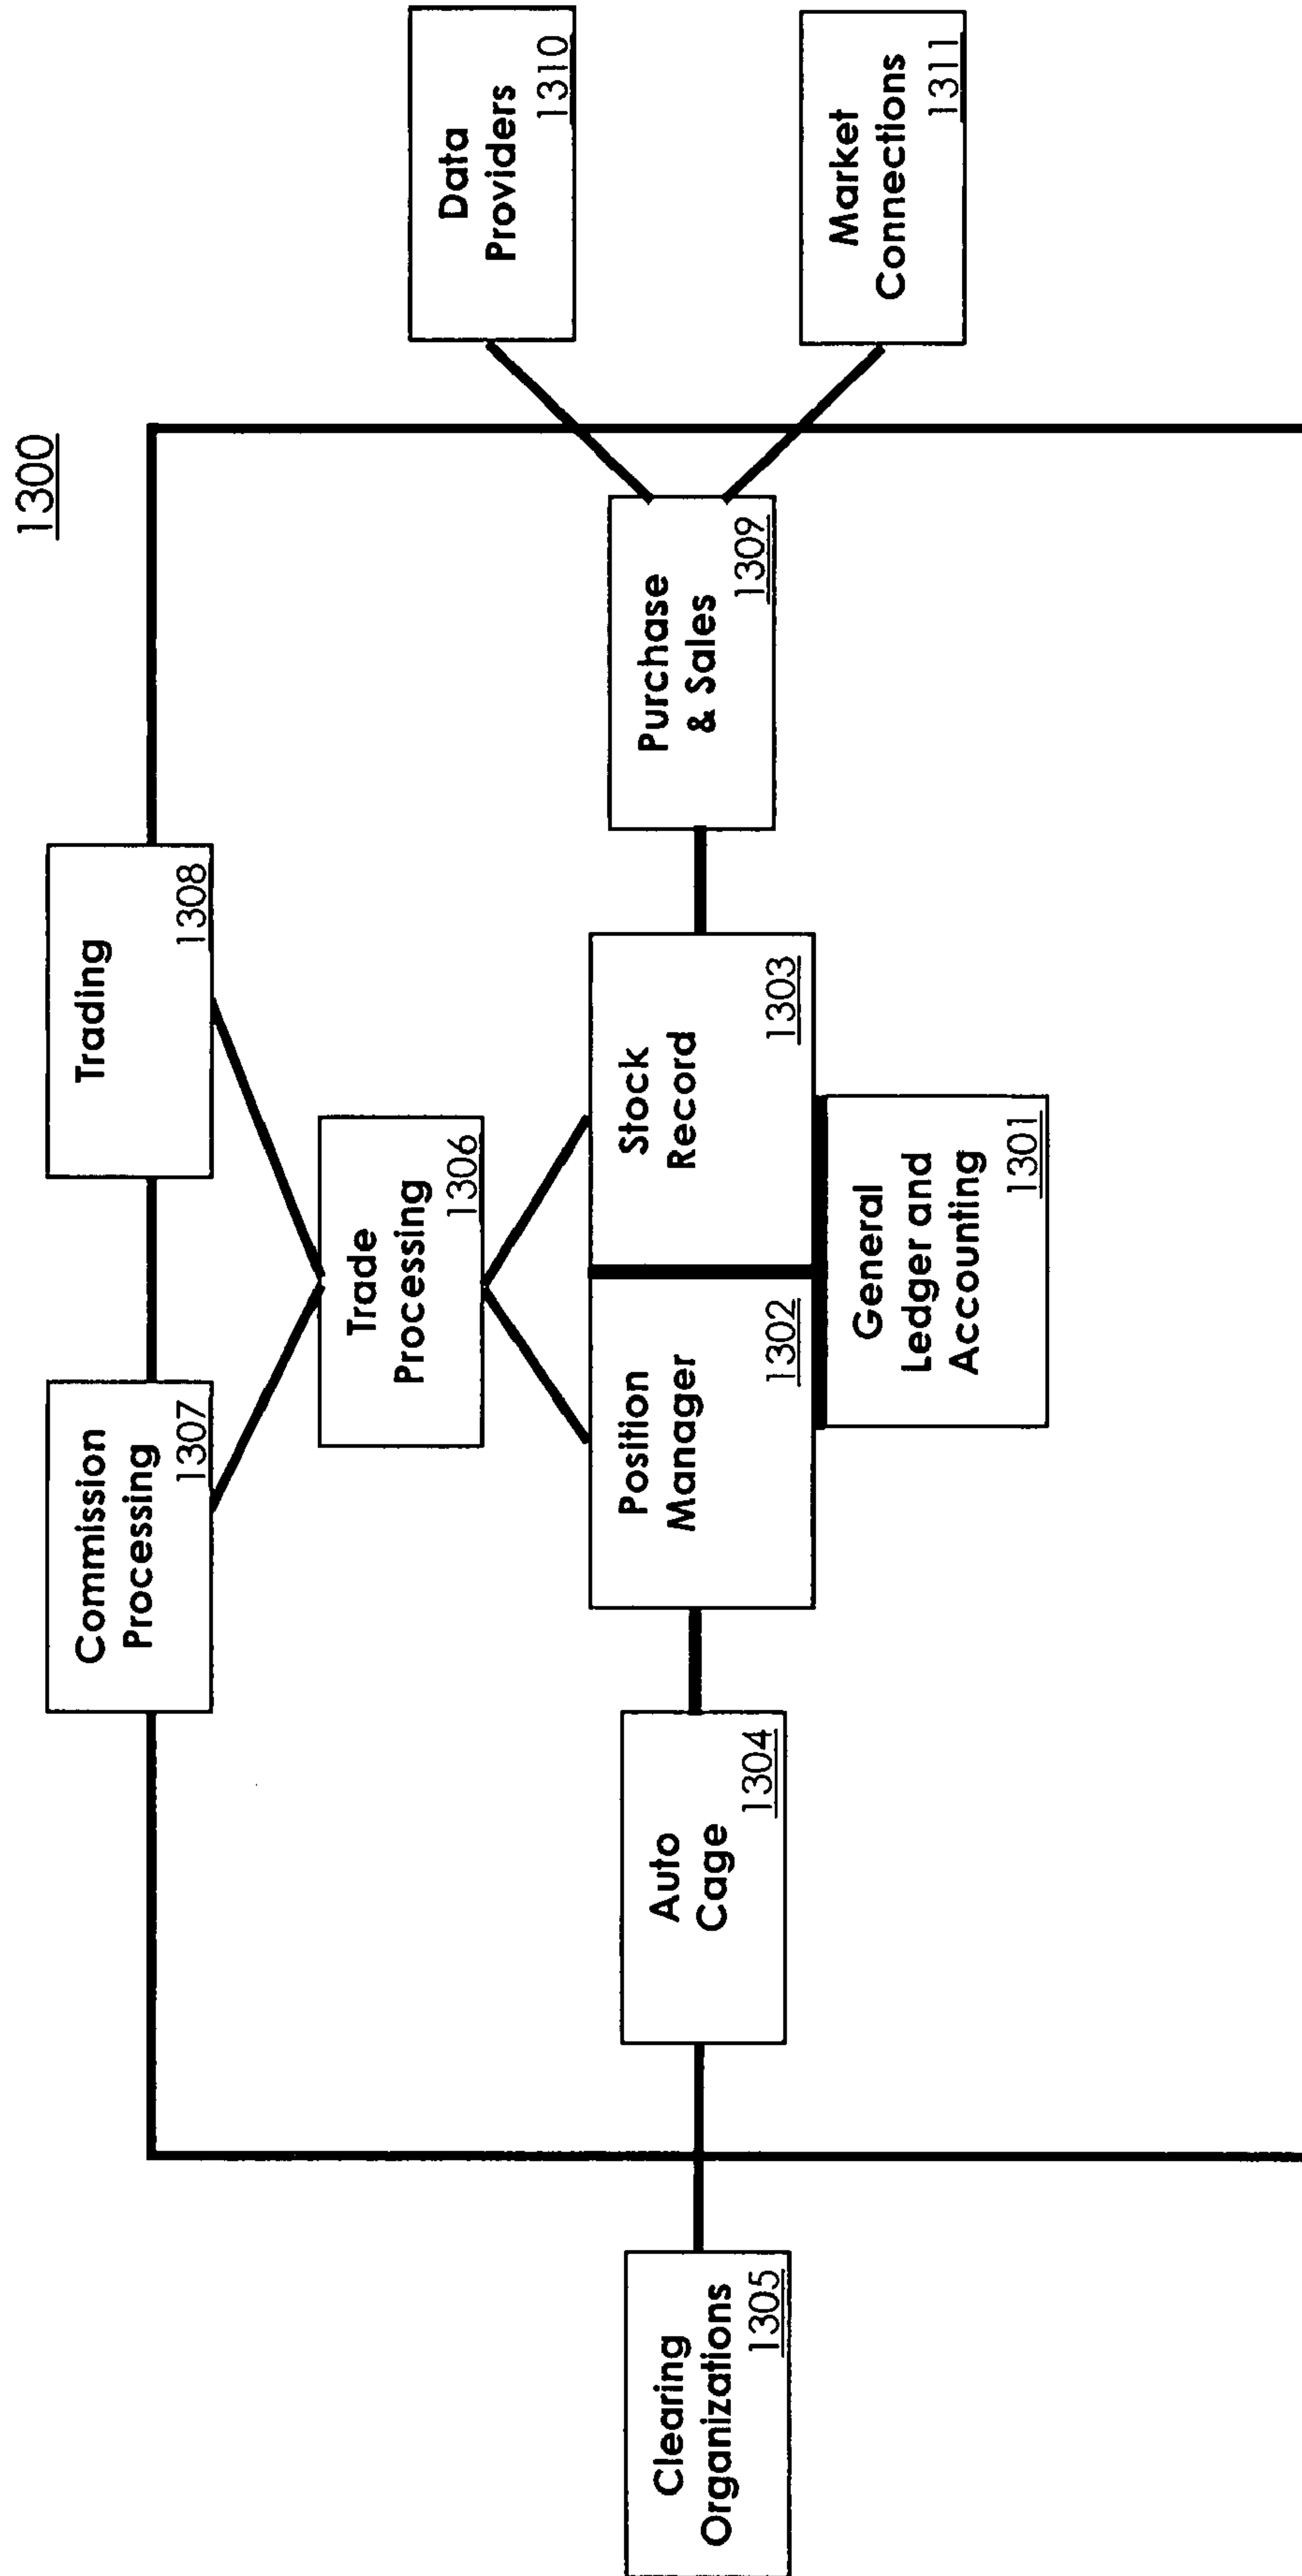 1300
Commission
Processing
1307
Trading
1308
Trade
Processing
1306
Data
Providers
1310
Clearing
Organizations
1305
Auto
Cage
1304
Position
Manager
1302
Stock
Record
1303
Purchase
& Sales
1309
Market
Connections
1311
General
Ledger and
Accounting
1301